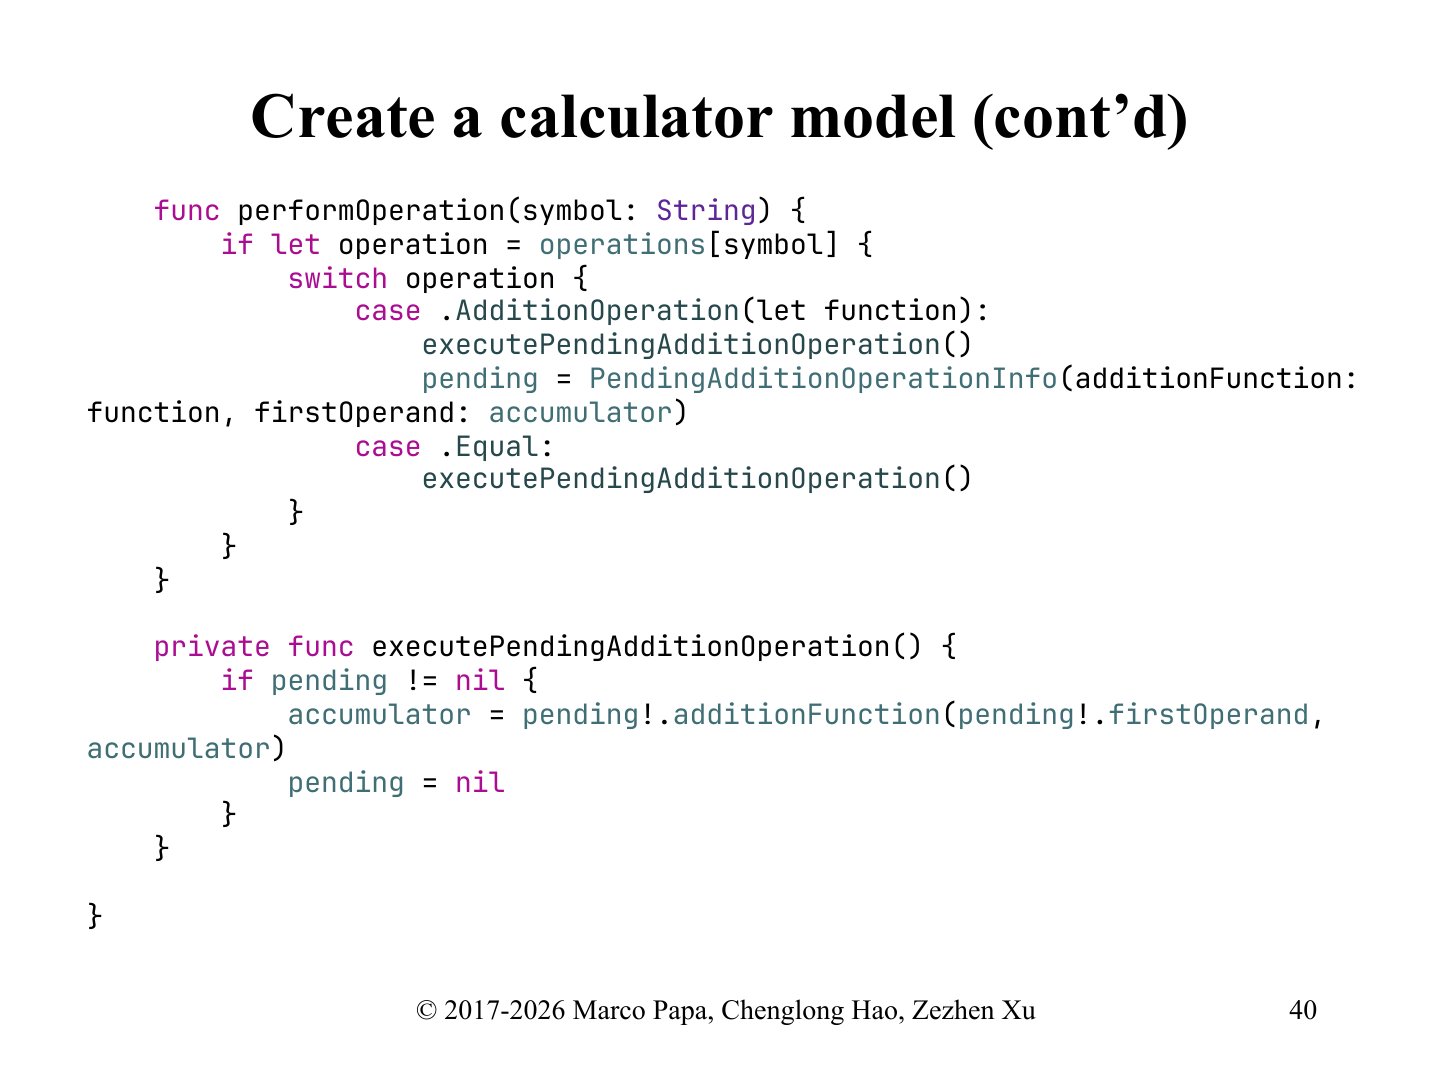 Create a calculator model (cont’d)
    func performOperation(symbol: String) {
        if let operation = operations[symbol] {
            switch operation {
                case .AdditionOperation(let function):
                    executePendingAdditionOperation()
                    pending = PendingAdditionOperationInfo(additionFunction:
function, firstOperand: accumulator)
                case .Equal:
                    executePendingAdditionOperation()
            }
        }
    }
    private func executePendingAdditionOperation() {
        if pending != nil {
            accumulator = pending!.additionFunction(pending!.firstOperand,
accumulator)
            pending = nil
        }
    }
}
© 2017-2026 Marco Papa, Chenglong Hao, Zezhen Xu
40